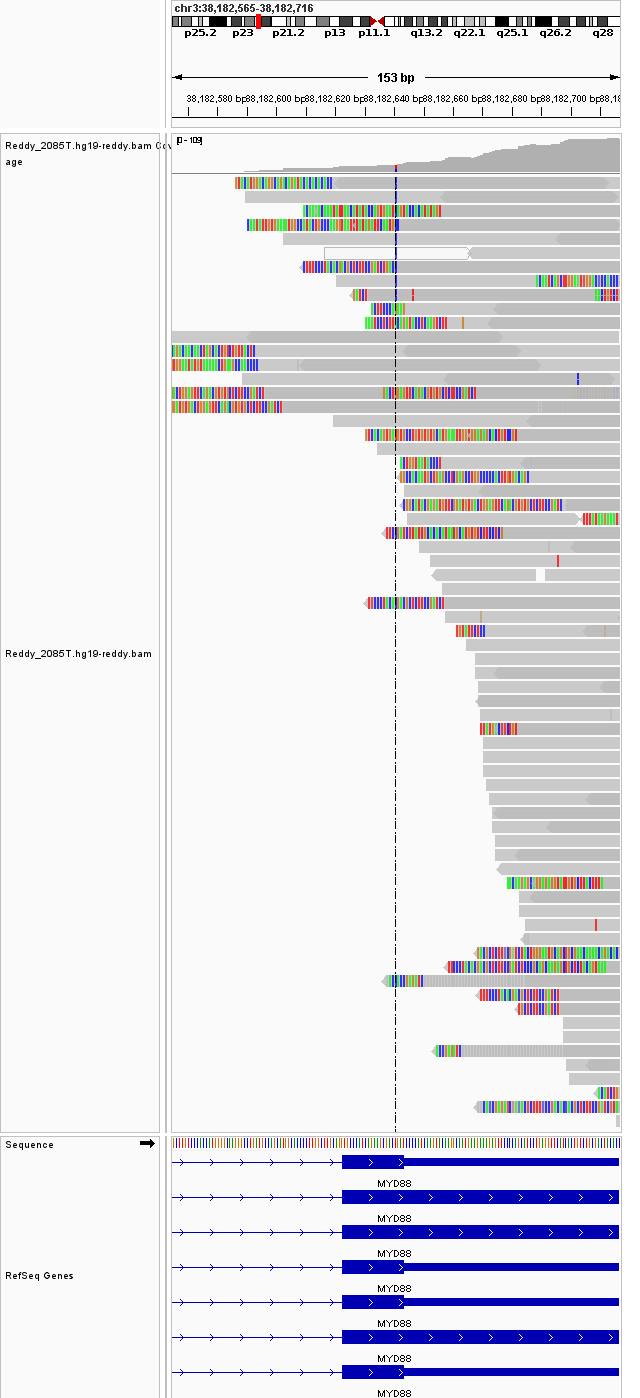 chr3:38,182,565-38,182,716
p25.2 p23 p21.2 p13 p11.1 q13.2 q22.1 q25.1 q26.2 q28
153 bp
38,182,580 bp 38,182,600 bp 38,182,620 bp 38,182,640 bp 38,182,660 bp 38,182,680 bp 38,182,700 bp
Reddy_2085T.hg19-reddy.bam Cov
age
[0 - 109]
Reddy_2085T.hg19-reddy.bam
Sequence
MYD88
MYD88
MYD88
RefSeq Genes
MYD88
MYD88
MYD88
MYD88